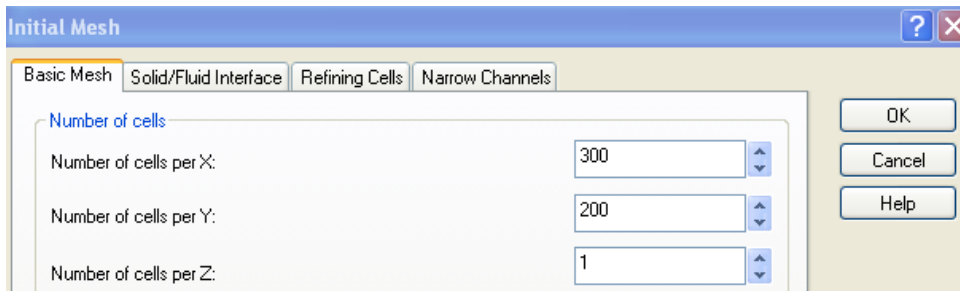 Initial Mesh
Basic Mesh Solid/Fluid Interface Refining Cells Narrow Channels
Number of cells
Number of cells per X: 300
Number of cells per Y: 200
Number of cells per Z: 1
OK
Cancel
Help